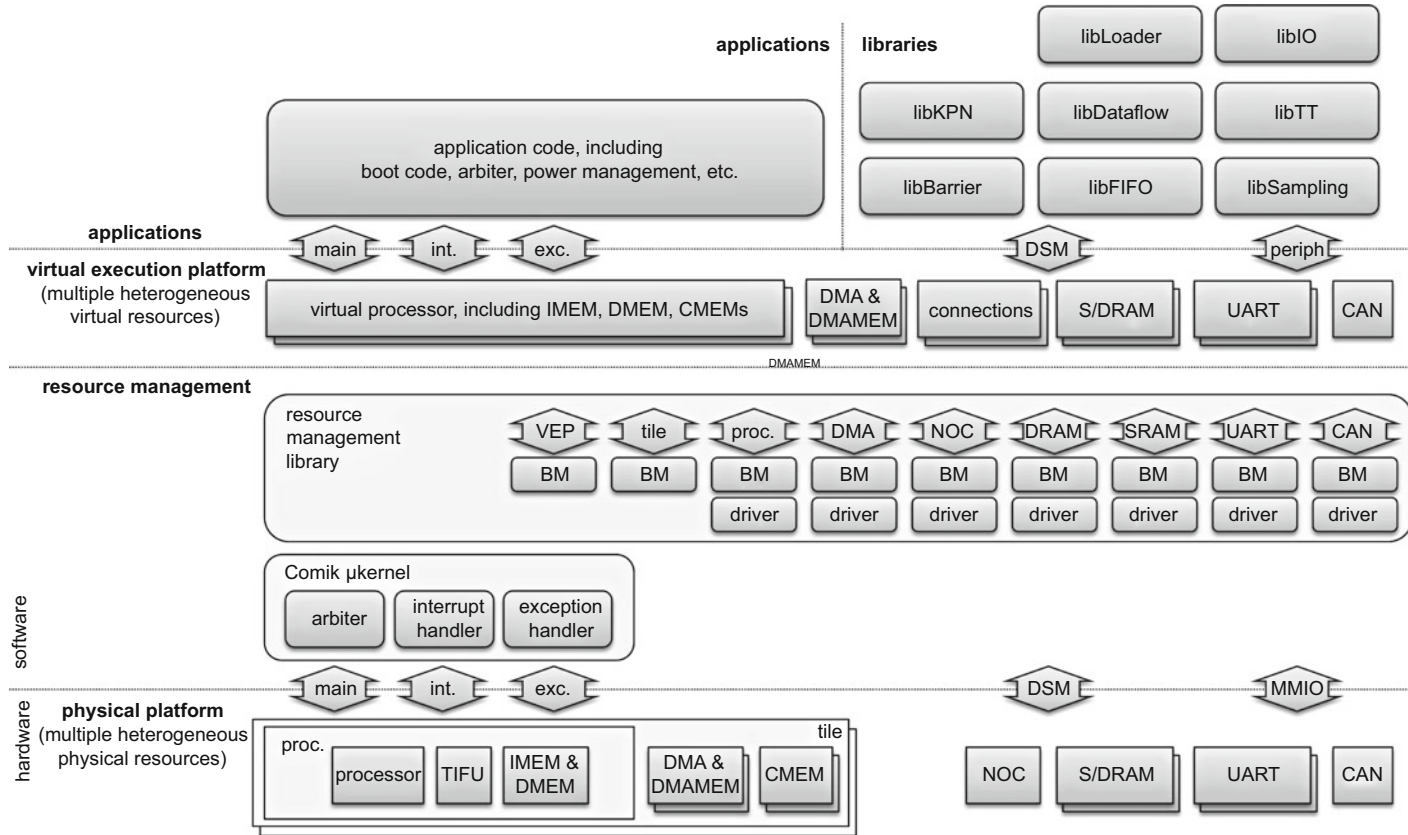 applications
libraries
libLoader
libIO
libKPN
libDataflow
libTT
application code, including
boot code, arbiter, power management, etc.
libBarrier
libFIFO
libSampling
applications
main
int.
exc.
DSM
periph
virtual execution platform
(multiple heterogeneous
virtual resources)
virtual processor, including IMEM, DMEM, CMEMs
DMA &
DMAMEM
connections
S/DRAM
UART
CAN
DMAMEM
resource management
resource
management
library
VEP
tile
proc.
DMA
NOC
DRAM
SRAM
UART
CAN
BM
BM
BM
BM
BM
BM
BM
BM
BM
driver
driver
driver
driver
driver
driver
driver
Comik µkernel
arbiter
interrupt
handler
exception
handler
software
main
int.
exc.
DSM
MMIO
hardware
physical platform
(multiple heterogeneous
physical resources)
tile
proc.
processor
TIFU
IMEM &
DMEM
DMA &
DMAMEM
CMEM
NOC
S/DRAM
UART
CAN